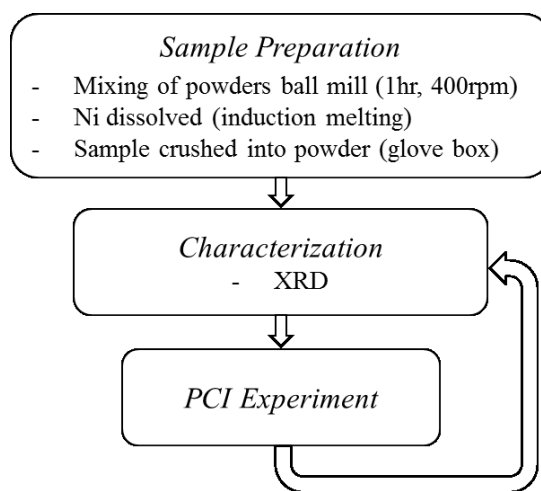 Sample Preparation
- Mixing of powders ball mill (1hr, 400rpm)
- Ni dissolved (induction melting)
- Sample crushed into powder (glove box)
Characterization
- XRD
PCI Experiment